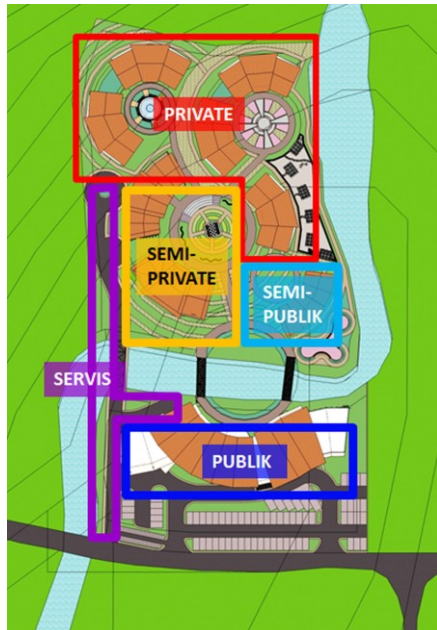 PRIVATE
SEMI-
PRIVATE
SEMI-
PUBLIK
SERVIS
PUBLIK